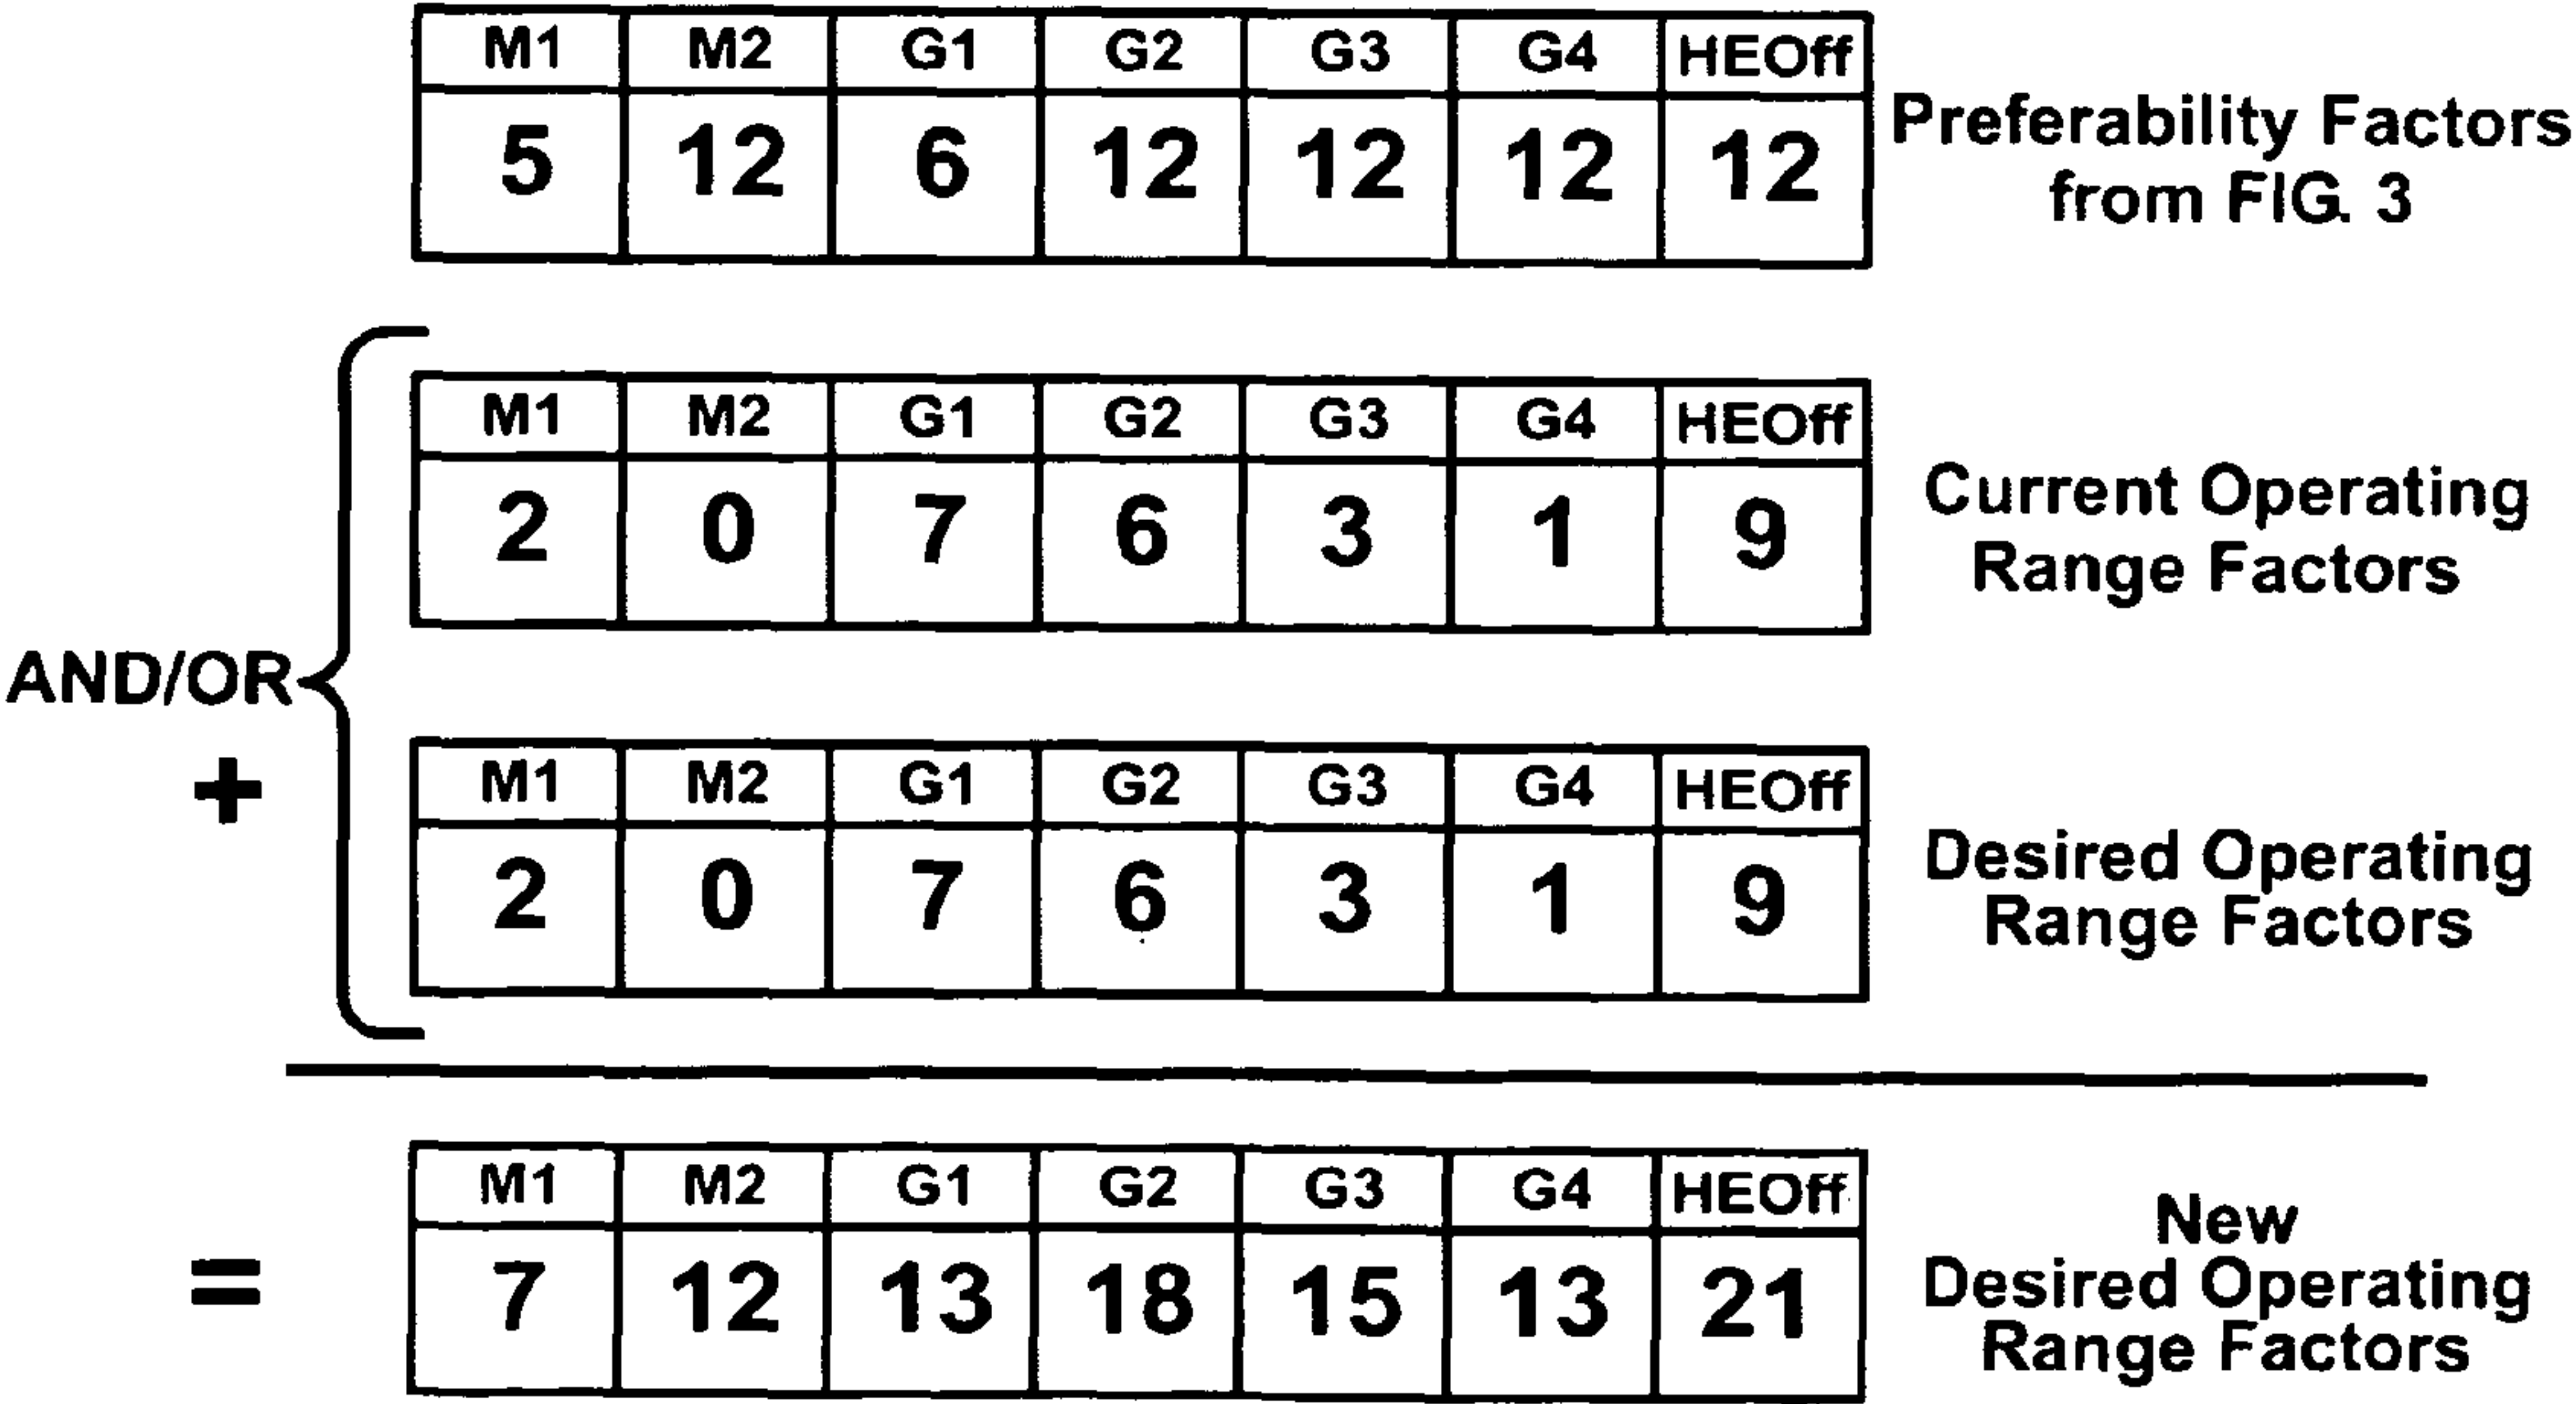 M1 M2 G1 G2 G3 G4 HEOff
5 12 6 12 12 12 12
Preferability Factors
from FIG. 3
M1 M2 G1 G2 G3 G4 HEOff
2 0 7 6 3 1 9
Current Operating
Range Factors
AND/OR
+
M1 M2 G1 G2 G3 G4 HEOff
2 0 7 6 3 1 9
Desired Operating
Range Factors
=
M1 M2 G1 G2 G3 G4 HEOff
7 12 13 18 15 13 21
New
Desired Operating
Range Factors